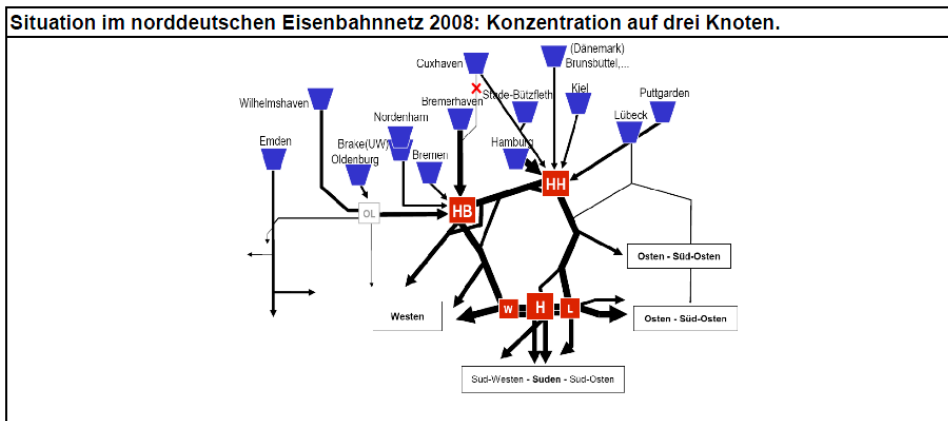 Situation im norddeutschen Eisenbahnnetz 2008: Konzentration auf drei Knoten.
(Dänemark)
Brunsbüttel,...
Cuxhaven
Wilhelmshaven
Bremerhaven
Stade-Bützfleth
Kiel
Puttgarden
Nordenham
Lübeck
Emden
Brake(UW)
Oldenburg
Bremen
Hamburg
HH
OL
HB
Osten - Süd-Osten
Westen
W
H
L
Osten - Süd-Osten
Sud-Westen - Suden - Sud-Osten